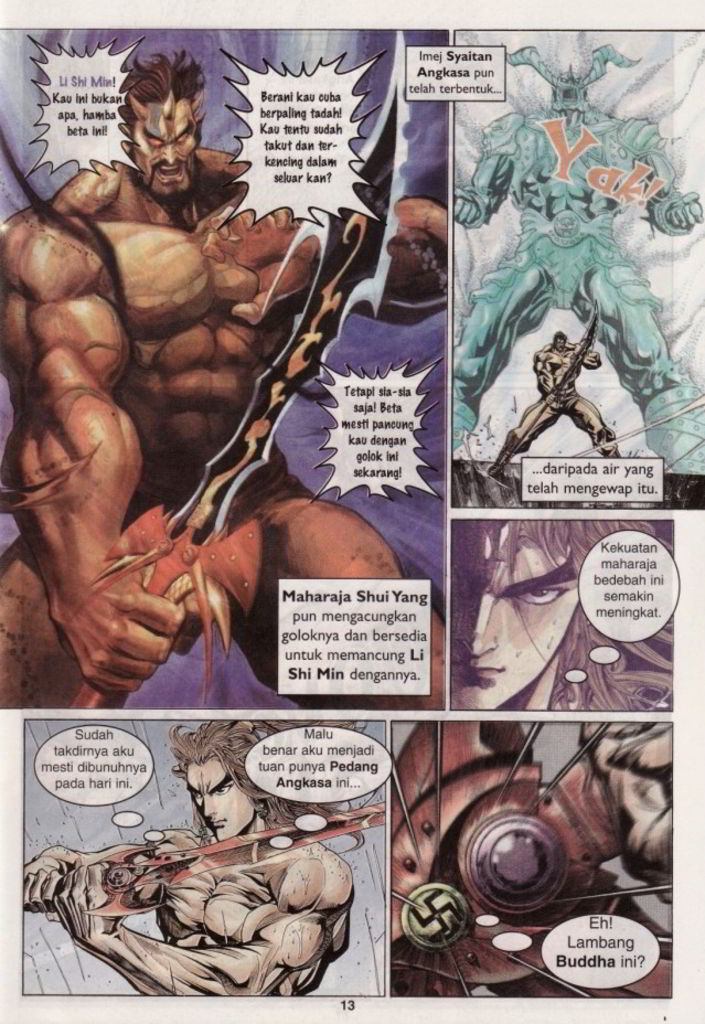 Li Shi Min!
Kau ini bukan
apa, hamba
beta ini!
Berani kau cuba
berpaling tadah!
Kau tentu sudah
takut dan ter-
kencing dalam
seluar kan?
Tetapi sia-sia
saja! Beta
mesti pancung
kau dengan
golok ini
sekarang!
Maharaja Shui Yang
pun mengacungkan
goloknya dan bersedia
untuk memancung Li
Shi Min dengannya.
Imej Syaitan
Angkasa pun
telah terbentuk...
Yah!
...daripada air yang
telah mengewap itu.
Kekuatan
maharaja
bedebah ini
semakin
meningkat.
Sudah
takdirnya aku
mesti dibunuhnya
pada hari ini.
Malu
benar aku menjadi
tuan punya Pedang
Angkasa ini...
Eh!
Lambang
Buddha ini?
13